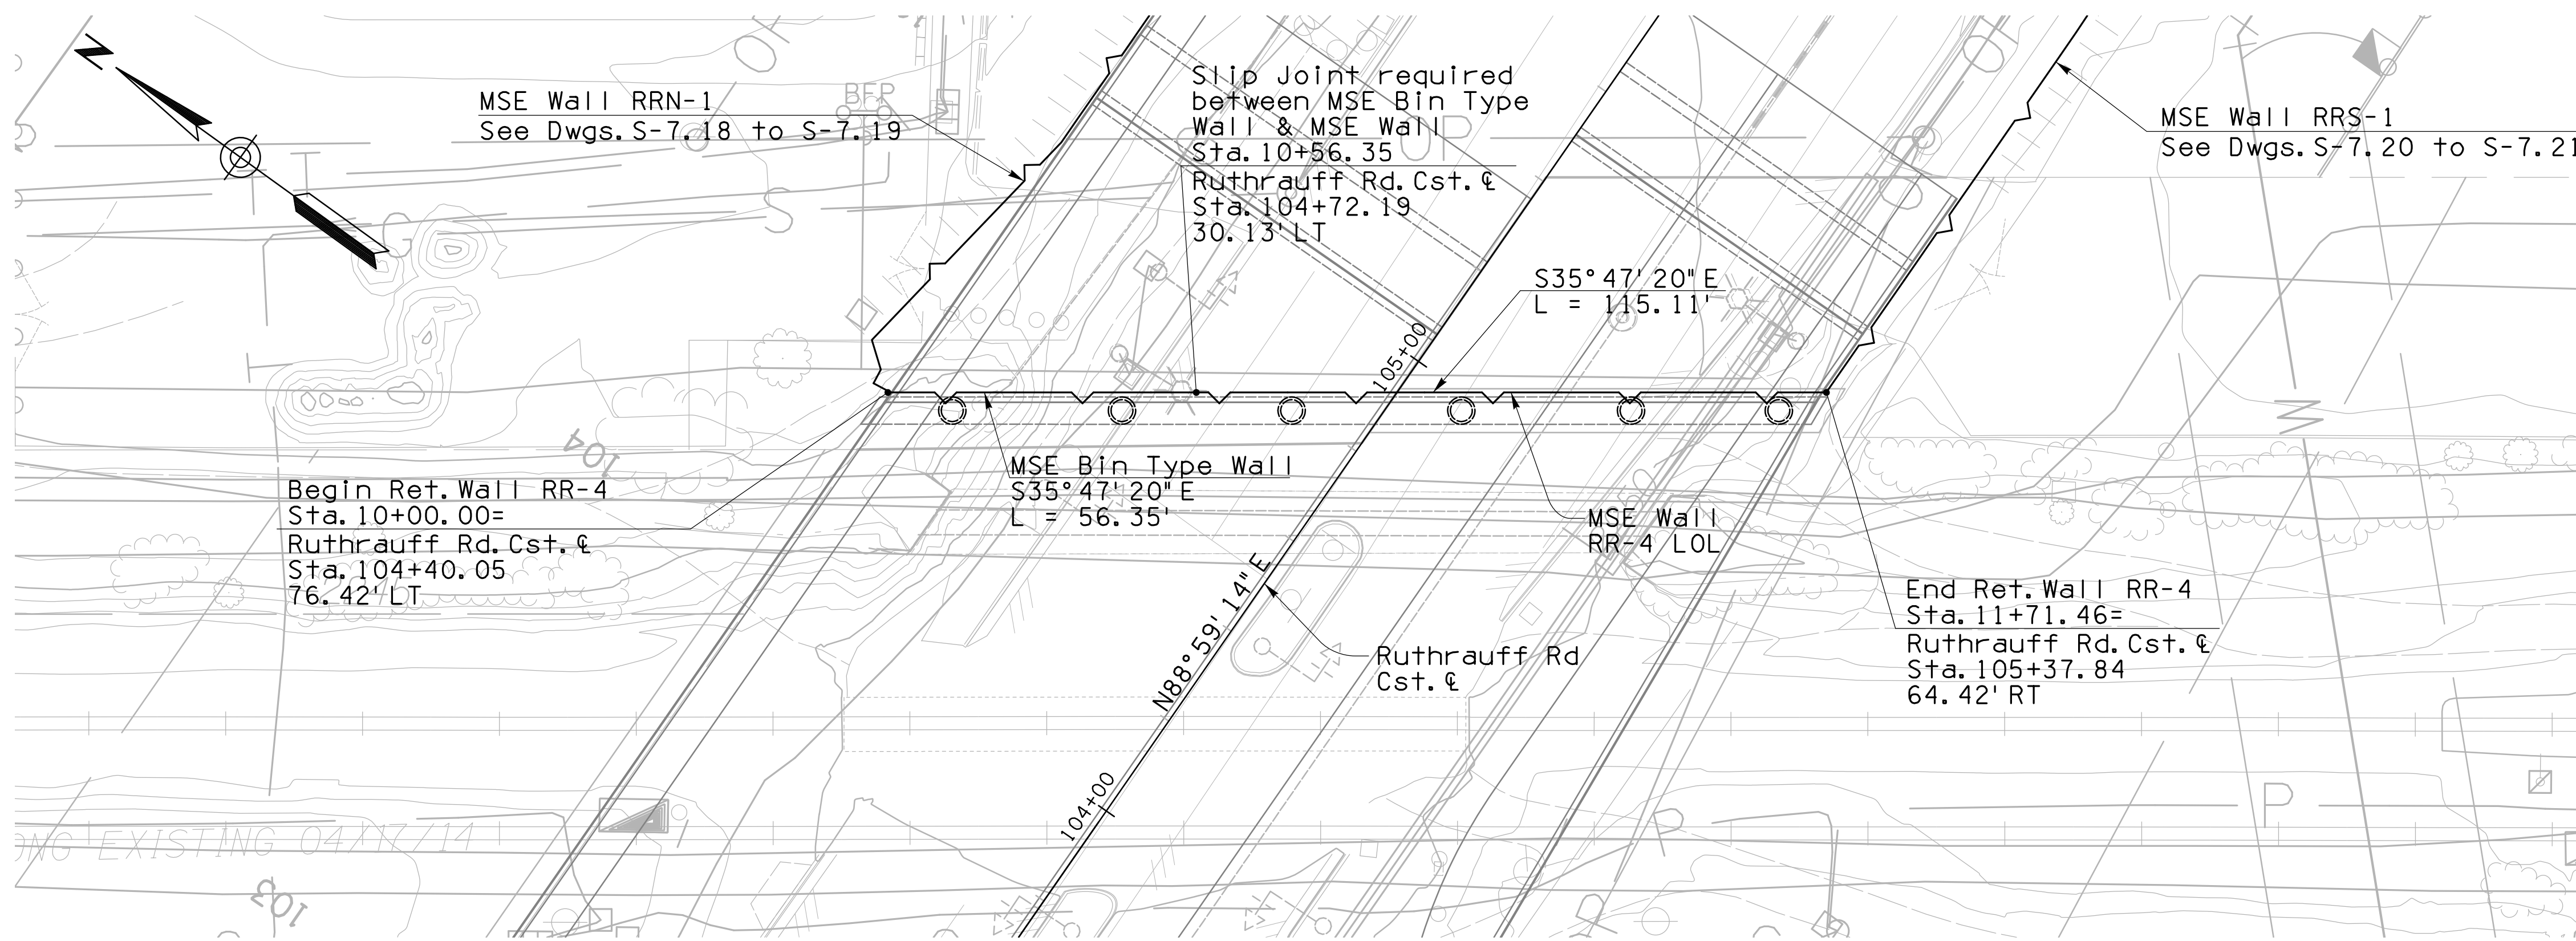 N
MSE Wall RRN-1
See Dwgs. S-7.18 to S-7.19
BFP
Slip Joint required
between MSE Bin Type
Wall & MSE Wall
Sta. 10+56.35
Ruthrauff Rd. Cst. ℄
Sta. 104+72.19
30.13' LT
OP
MSE Wall RRS-1
See Dwgs. S-7.20 to S-7.21
S35°47'20"E
L = 115.11'
G
S
105+00
104
Begin Ret. Wall RR-4
Sta. 10+00.00=
Ruthrauff Rd. Cst. ℄
Sta. 104+40.05
76.42' LT
MSE Bin Type Wall
S35°47'20"E
L = 56.35'
MSE Wall
RR-4 LOL
W
N88°59'14"E
Ruthrauff Rd
Cst. ℄
End Ret. Wall RR-4
Sta. 11+71.46=
Ruthrauff Rd. Cst. ℄
Sta. 105+37.84
64.42' RT
104+00
P
P
ONG EXISTING 04/17/14
103